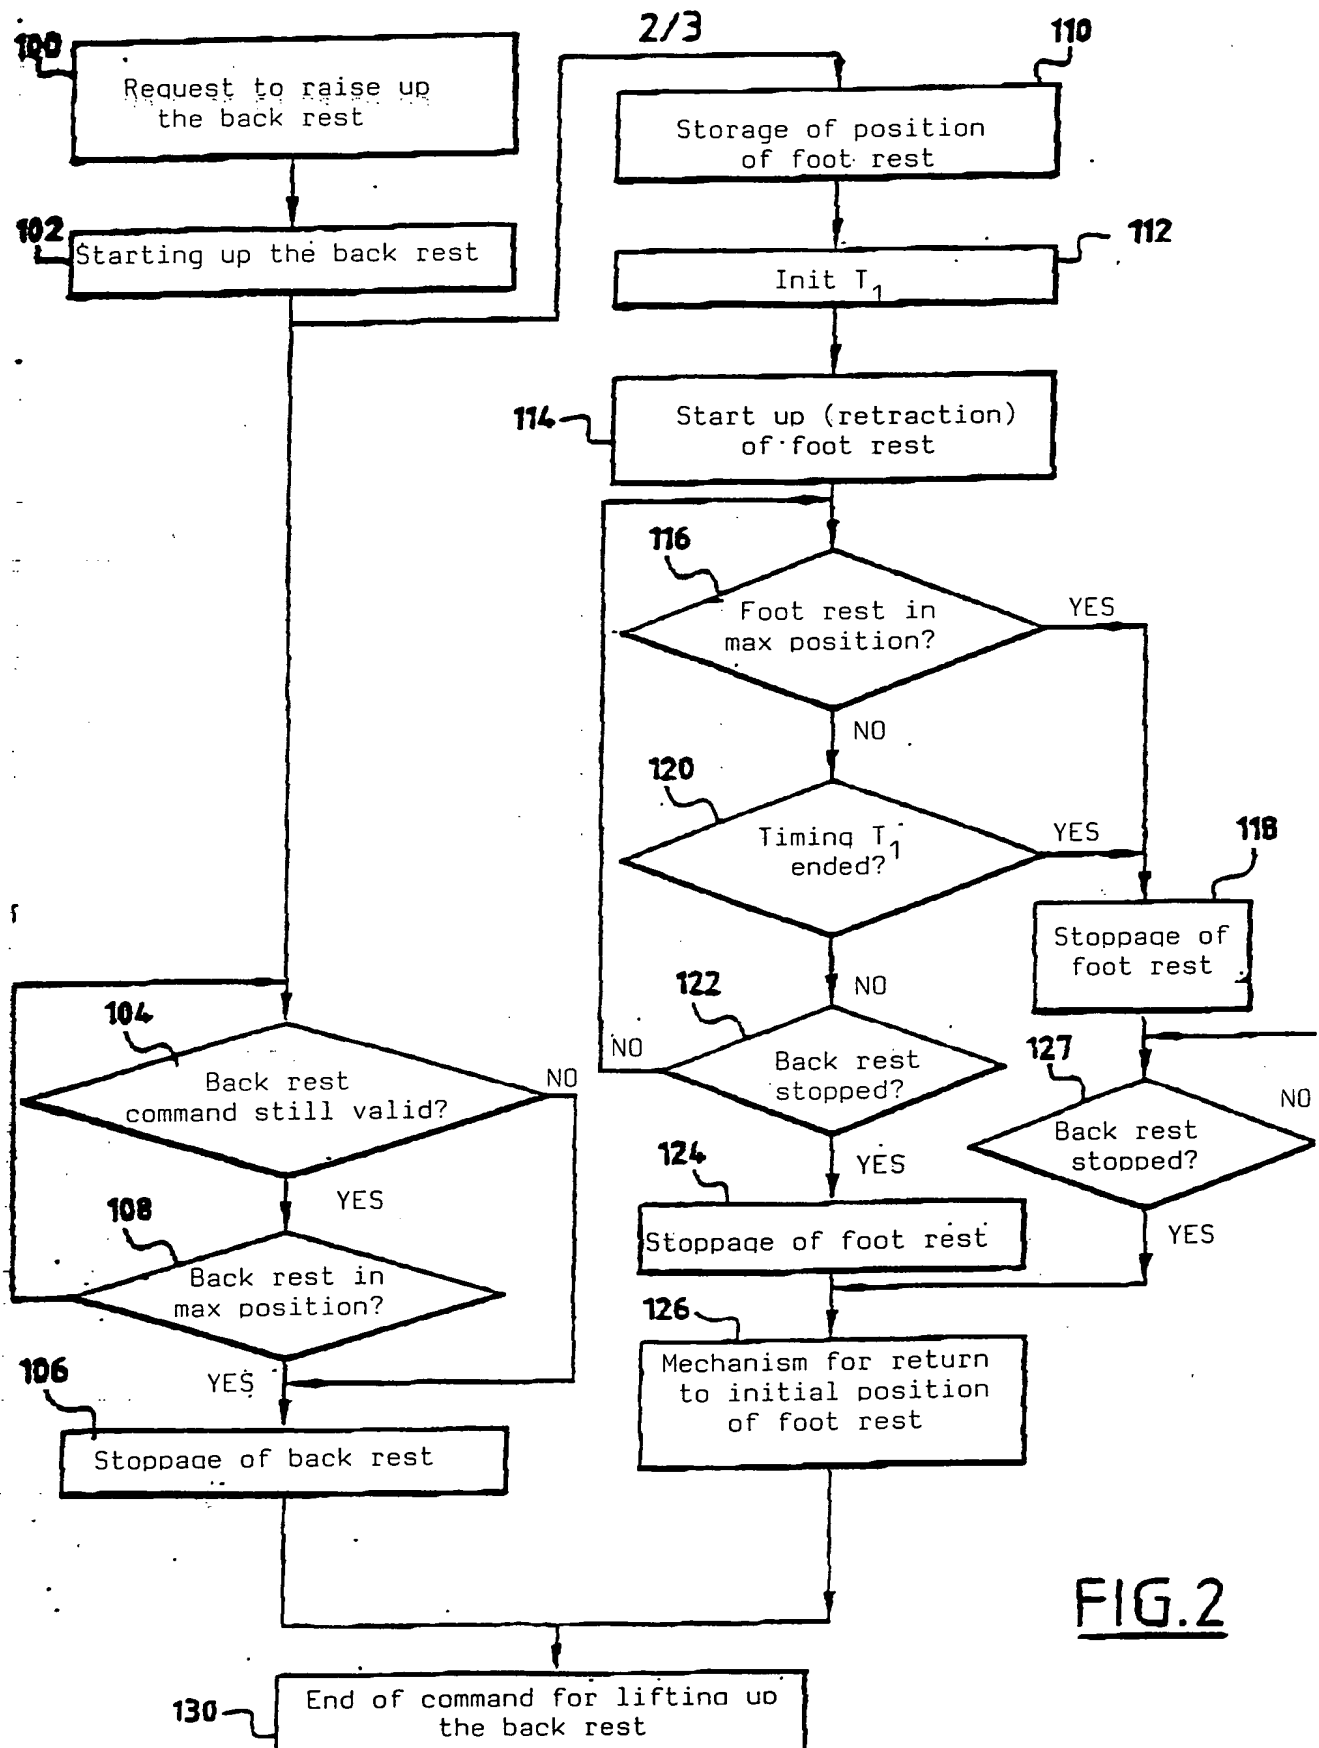 2/3
100
Request to raise up
the back rest
102
Starting up the back rest
110
Storage of position
of foot rest
112
Init T1
114
Start up (retraction)
of foot rest
116
Foot rest in
max position?
YES
NO
120
Timing T1
ended?
YES
NO
118
Stoppage of
foot rest
122
Back rest
stopped?
NO
YES
127
Back rest
stopped?
NO
YES
104
Back rest
command still valid?
NO
YES
108
Back rest in
max position?
YES
106
Stoppage of back rest
124
Stoppage of foot rest
126
Mechanism for return
to initial position
of foot rest
130
End of command for lifting up
the back rest
FIG.2